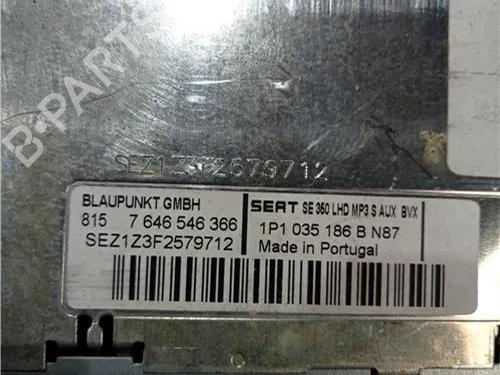 B-PARTS
SEZ1Z3F2579712
BLAUPUNKT GMBH
815 7 646 546 366
SEZ1Z3F2579712
SEAT SE 350 LHD MP3 S AUX BVX
1P1 035 186 B N87
Made in Portugal